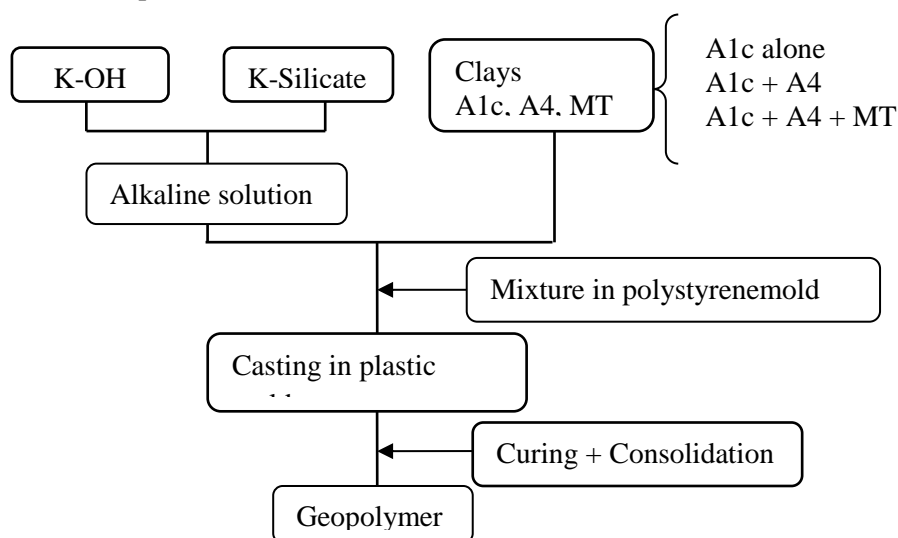 K-OH
K-Silicate
Clays
A1c, A4, MT
A1c alone
A1c + A4
A1c + A4 + MT
Alkaline solution
Mixture in polystyrenemold
Casting in plastic
Curing + Consolidation
Geopolymer